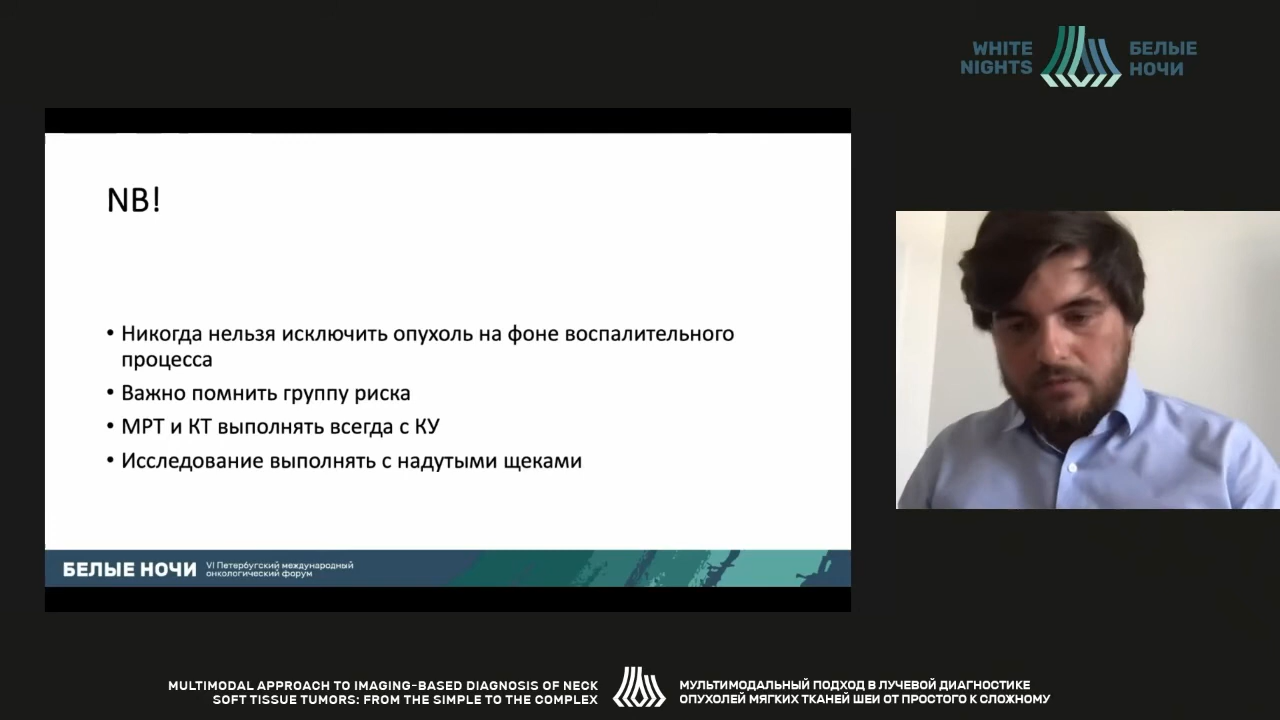 WHITE
NIGHTS
БЕЛЫЕ
НОЧИ
NB!
• Никогда нельзя исключить опухоль на фоне воспалительного
процесса
• Важно помнить группу риска
• МРТ и КТ выполнять всегда с КУ
• Исследование выполнять с надутыми щеками
БЕЛЫЕ НОЧИ
VI Петербургский международный
онкологический форум
MULTIMODAL APPROACH TO IMAGING-BASED DIAGNOSIS OF NECK
SOFT TISSUE TUMORS: FROM THE SIMPLE TO THE COMPLEX
МУЛЬТИМОДАЛЬНЫЙ ПОДХОД В ЛУЧЕВОЙ ДИАГНОСТИКЕ
ОПУХОЛЕЙ МЯГКИХ ТКАНЕЙ ШЕИ ОТ ПРОСТОГО К СЛОЖНОМУ